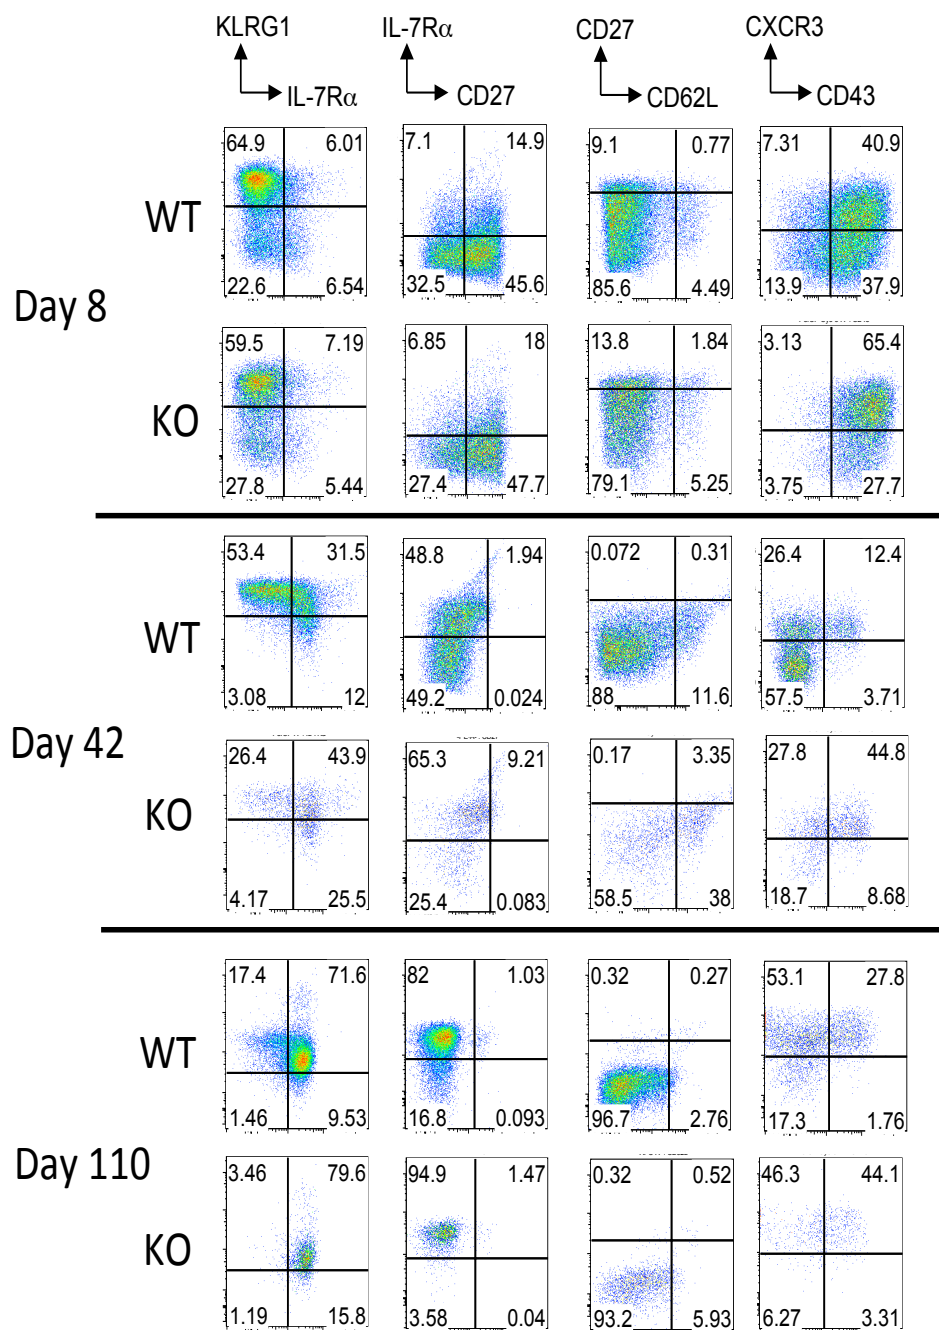 KLRG1 IL-7Rα CD27 CXCR3
IL-7Rα CD27 CD62L CD43
Day 8
WT
64.9 6.01 7.1 14.9 9.1 0.77 7.31 40.9
22.6 6.54 32.5 45.6 85.6 4.49 13.9 37.9
KO
59.5 7.19 6.85 18 13.8 1.84 3.13 65.4
27.8 5.44 27.4 47.7 79.1 5.25 3.75 27.7
Day 42
WT
53.4 31.5 48.8 1.94 0.072 0.31 26.4 12.4
3.08 12 49.2 0.024 88 11.6 57.5 3.71
KO
26.4 43.9 65.3 9.21 0.17 3.35 27.8 44.8
4.17 25.5 25.4 0.083 58.5 38 18.7 8.68
Day 110
WT
17.4 71.6 82 1.03 0.32 0.27 53.1 27.8
1.46 9.53 16.8 0.093 96.7 2.76 17.3 1.76
KO
3.46 79.6 94.9 1.47 0.32 0.52 46.3 44.1
1.19 15.8 3.58 0.04 93.2 5.93 6.27 3.31